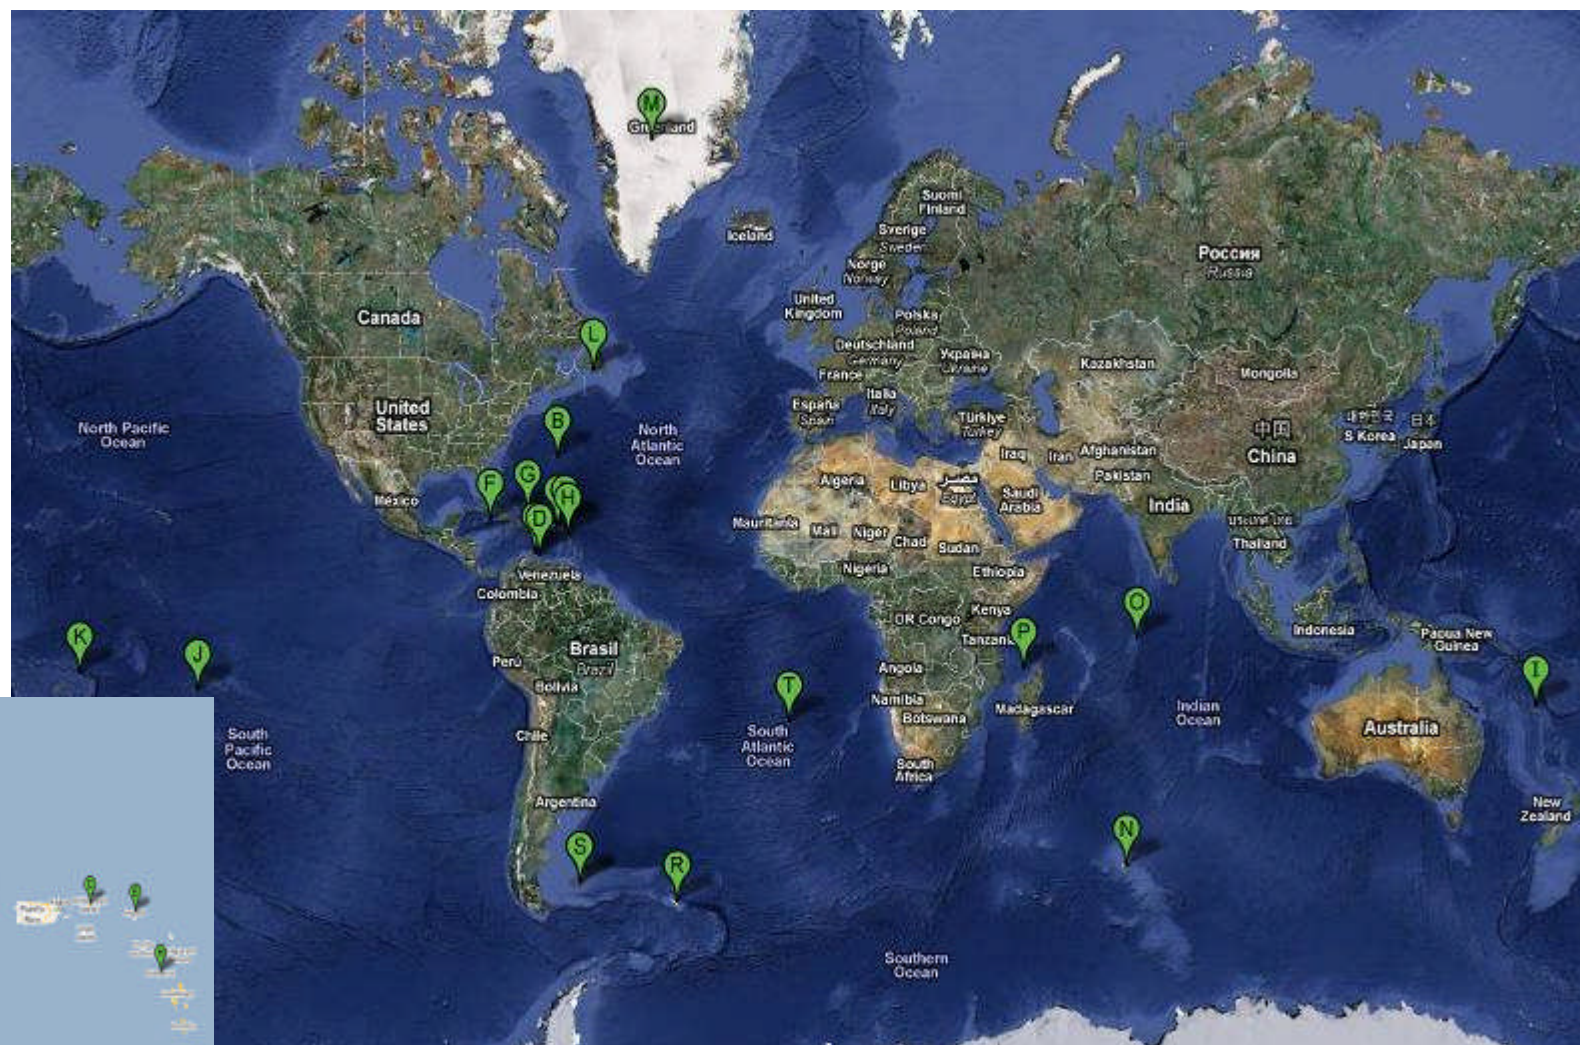 M
Greenland
Suomi
Finland
Iceland
Sverige
Sweden
Россия
Russia
Norge
Norway
United
Kingdom
Canada
Polska
Poland
L
Deutschland
Germany
Україна
Ukraine
France
Kazakhstan
Mongolia
Italia
Italy
España
Spain
United
States
B
North Pacific
Ocean
North
Atlantic
Ocean
Türkiye
Turkey
대한민국
S Korea
日本
Japan
中国
China
Iraq
Iran
Afghanistan
Pakistan
F
G
H
D
México
Algeria
Libya
مصر
Egypt
Saudi
Arabia
India
Mauritania
Mali
Niger
Chad
Sudan
Thailand
Venezuela
Nigeria
Ethiopia
Colombia
Kenya
O
DR Congo
Indonesia
Papua New
Guinea
K
J
Brasil
Brazil
Tanzania
P
Perú
Angola
I
Bolivia
T
Namibia
Botswana
Madagascar
Indian
Ocean
South
Pacific
Ocean
Chile
South
Atlantic
Ocean
Australia
South
Africa
Argentina
New
Zealand
S
R
N
Southern
Ocean